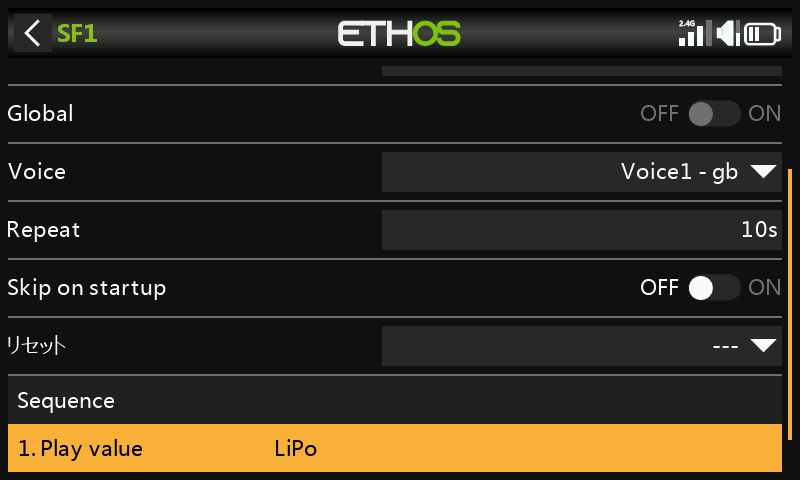 SF1 ETHOS 2.4G
Global OFF ON
Voice Voice1 - gb
Repeat 10s
Skip on startup OFF ON
リセット ---
Sequence
1. Play value LiPo